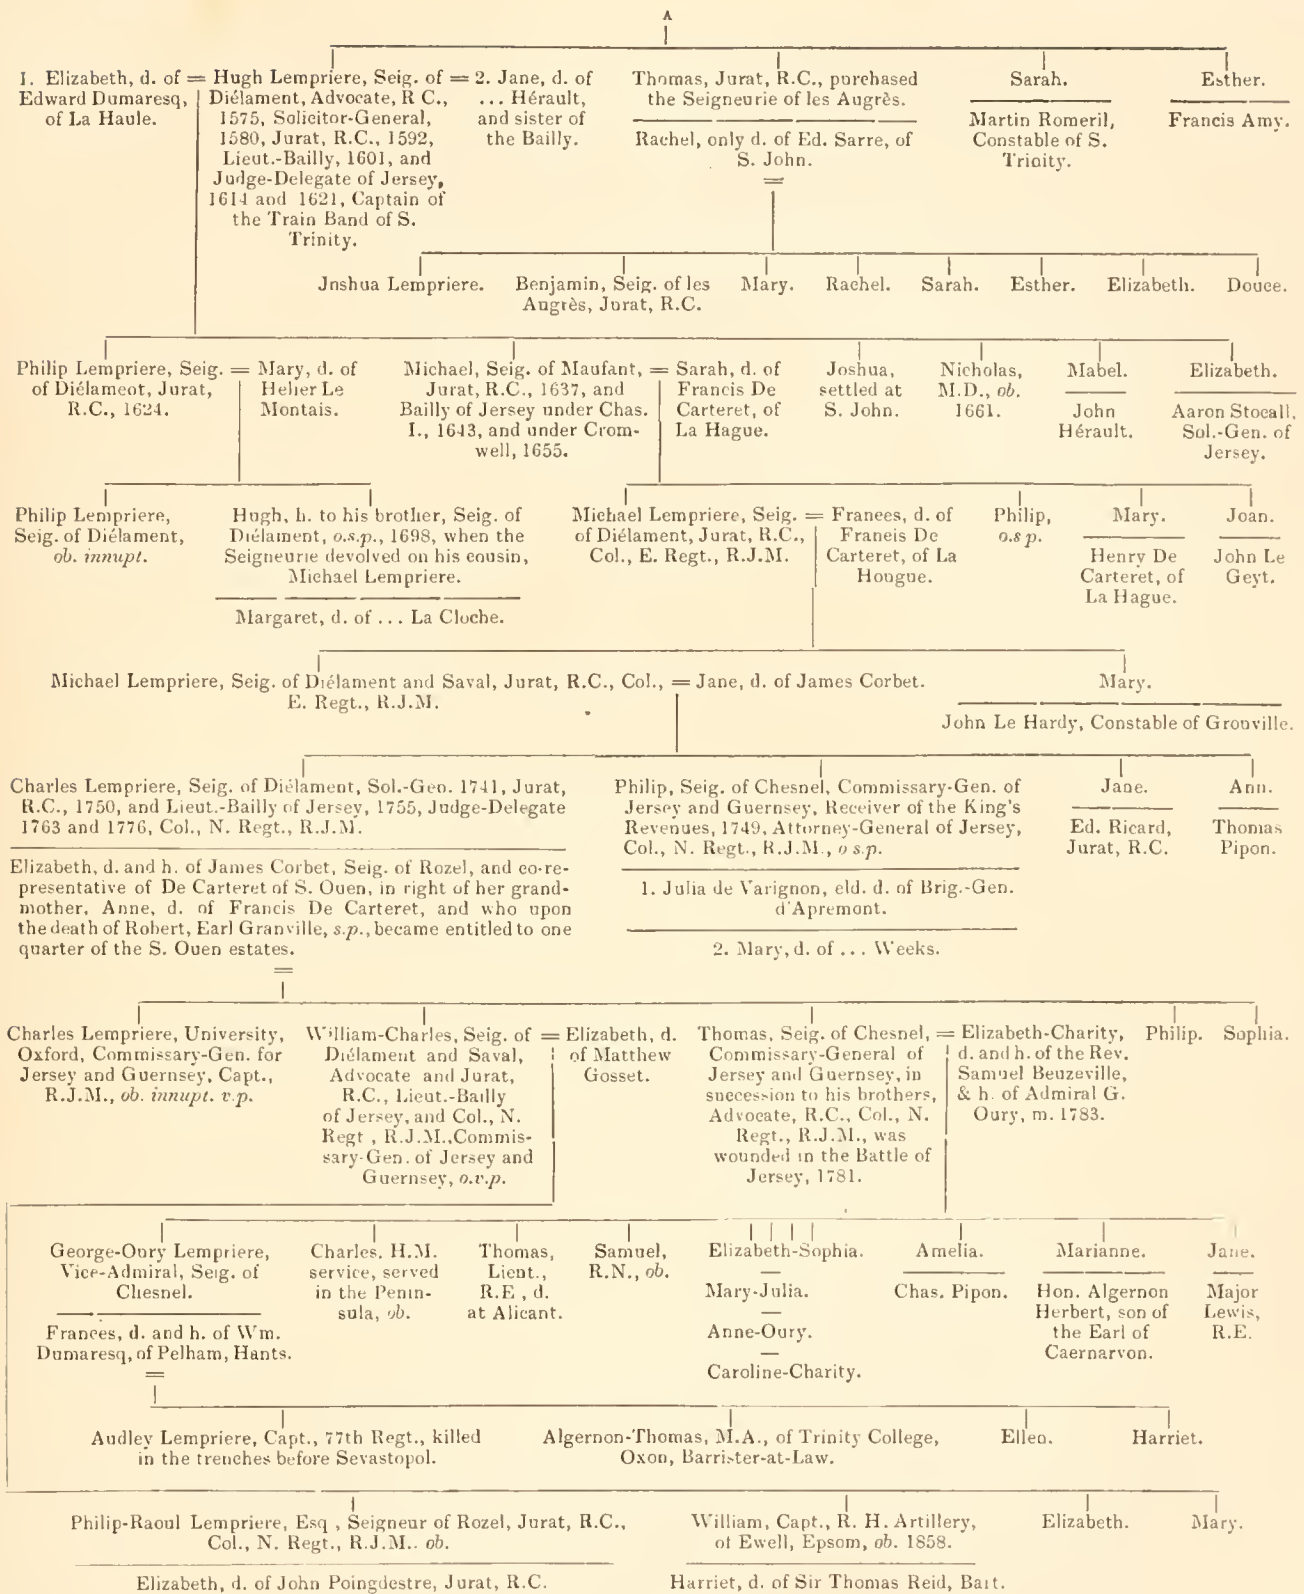 A
1. Elizabeth, d. of = Hugh Lempriere, Seig. of = 2. Jane, d. of
Edward Dumaresq,
of La Haule.
Diélament, Advocate, R C.,
1575, Solicitor-General,
1580, Jurat, R.C., 1592,
Lieut.-Bailly, 1601, and
Judge-Delegate of Jersey,
1614 and 1621, Captain of
the Train Band of S.
Trinity.
... Hérault,
and sister of
the Bailly.
Thomas, Jurat, R.C., purchased
the Seigneurie of les Augrès.
Rachel, only d. of Ed. Sarre, of
S. John.
=
Sarah.
Martin Romeril,
Constable of S.
Trinity.
Esther.
Francis Amy.
Joshua Lempriere.
Benjamin, Seig. of les
Augrès, Jurat, R.C.
Mary.
Rachel.
Sarah.
Esther.
Elizabeth.
Douce.
Philip Lempriere, Seig.
of Diélament, Jurat,
R.C., 1624.
= Mary, d. of
Helier Le
Montais.
Michael, Seig. of Maufant,
Jurat, R.C., 1637, and
Bailly of Jersey under Chas.
I., 1643, and under Crom-
well, 1655.
= Sarah, d. of
Francis De
Carteret, of
La Hague.
Joshua,
settled at
S. John.
Nicholas,
M.D., ob.
1661.
Mabel.
John
Hérault.
Elizabeth.
Aaron Stocall,
Sol.-Gen. of
Jersey.
Philip Lempriere,
Seig. of Diélament,
ob. innupt.
Hugh, h. to his brother, Seig. of
Diélament, o.s.p., 1698, when the
Seigneurie devolved on his cousin,
Michael Lempriere.
Margaret, d. of ... La Cloche.
Michael Lempriere, Seig.
of Diélament, Jurat, R.C.,
Col., E. Regt., R.J.M.
= Frances, d. of
Francis De
Carteret, of La
Hougue.
Philip,
o.s p.
Mary.
Henry De
Carteret, of
La Hague.
Joan.
John Le
Geyt.
Michael Lempriere, Seig. of Diélament and Saval, Jurat, R.C., Col., = Jane, d. of James Corbet.
E. Regt., R.J.M.
Mary.
John Le Hardy, Constable of Grouville.
Charles Lempriere, Seig. of Diélament, Sol.-Gen. 1741, Jurat,
R.C., 1750, and Lieut.-Bailly of Jersey, 1755, Judge-Delegate
1763 and 1776, Col., N. Regt., R.J.M.
Elizabeth, d. and h. of James Corbet, Seig. of Rozel, and co-re-
presentative of De Carteret of S. Ouen, in right of her grand-
mother, Anne, d. of Francis De Carteret, and who upon
the death of Robert, Earl Granville, s.p., became entitled to one
quarter of the S. Ouen estates.
=
Philip, Seig. of Chesnel, Commissary-Gen. of
Jersey and Guernsey, Receiver of the King's
Revenues, 1749, Attorney-General of Jersey,
Col., N. Regt., R.J.M., o s.p.
1. Julia de Varignon, eld. d. of Brig.-Gen.
d'Apremont.
2. Mary, d. of ... Weeks.
Jane.
Ed. Ricard,
Jurat, R.C.
Ann.
Thomas
Pipon.
Charles Lempriere, University,
Oxford, Commissary-Gen. for
Jersey and Guernsey, Capt.,
R.J.M., ob. innupt. v.p.
William-Charles, Seig. of
Diélament and Saval,
Advocate and Jurat,
R.C., Lieut.-Bailly
of Jersey, and Col., N.
Regt , R.J.M., Commis-
sary-Gen. of Jersey and
Guernsey, o.v.p.
= Elizabeth, d.
of Matthew
Gosset.
Thomas, Seig. of Chesnel,
Commissary-General of
Jersey and Guernsey, in
succession to his brothers,
Advocate, R.C., Col., N.
Regt., R.J.M., was
wounded in the Battle of
Jersey, 1781.
= Elizabeth-Charity,
d. and h. of the Rev.
Samuel Beuzeville,
& h. of Admiral G.
Oury, m. 1783.
Philip.
Sophia.
George-Oury Lempriere,
Vice-Admiral, Seig. of
Chesnel.
Frances, d. and h. of Wm.
Dumaresq, of Pelham, Hants.
=
Charles, H.M.
service, served
in the Penin-
sula, ob.
Thomas,
Lieut.,
R.E , d.
at Alicant.
Samuel,
R.N., ob.
Elizabeth-Sophia.
—
Mary-Julia.
—
Anne-Oury.
—
Caroline-Charity.
Amelia.
Chas. Pipon.
Marianne.
Hon. Algernon
Herbert, son of
the Earl of
Caernarvon.
Jane.
Major
Lewis,
R.E.
Audley Lempriere, Capt., 77th Regt., killed
in the trenches before Sevastopol.
Algernon-Thomas, M.A., of Trinity College,
Oxon, Barrister-at-Law.
Ellen.
Harriet.
Philip-Raoul Lempriere, Esq , Seigneur of Rozel, Jurat, R.C.,
Col., N. Regt., R.J.M.. ob.
Elizabeth, d. of John Poingdestre, Jurat, R.C.
William, Capt., R. H. Artillery,
of Ewell, Epsom, ob. 1858.
Harriet, d. of Sir Thomas Reid, Bart.
Elizabeth.
Mary.